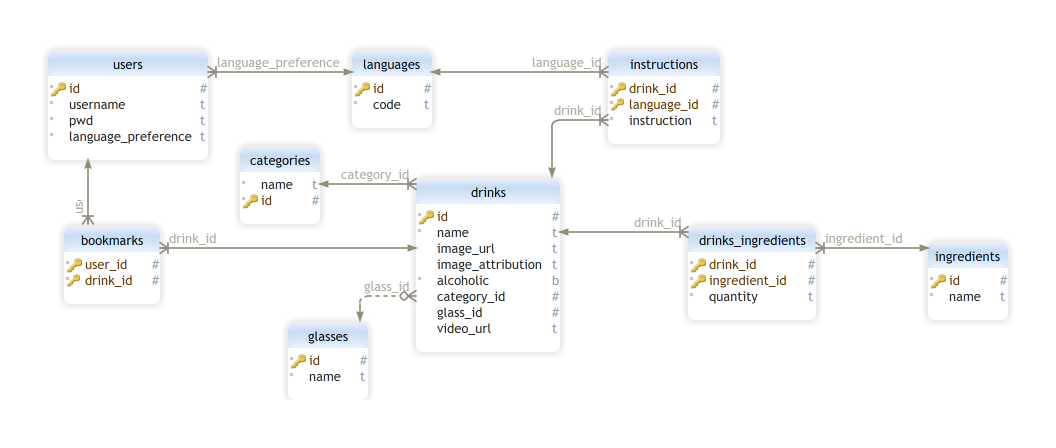 users
id #
username t
pwd t
language_preference t
language_preference
languages
id #
code t
language_id
instructions
drink_id #
language_id #
instruction t
drink_id
categories
name t
id #
category_id
drinks
id #
name t
image_url t
image_attribution t
alcoholic b
category_id #
glass_id #
video_url t
bookmarks
user_id #
drink_id #
drink_id
glass_id
glasses
id #
name t
drink_id
drinks_ingredients
drink_id #
ingredient_id #
quantity t
ingredient_id
ingredients
id #
name t